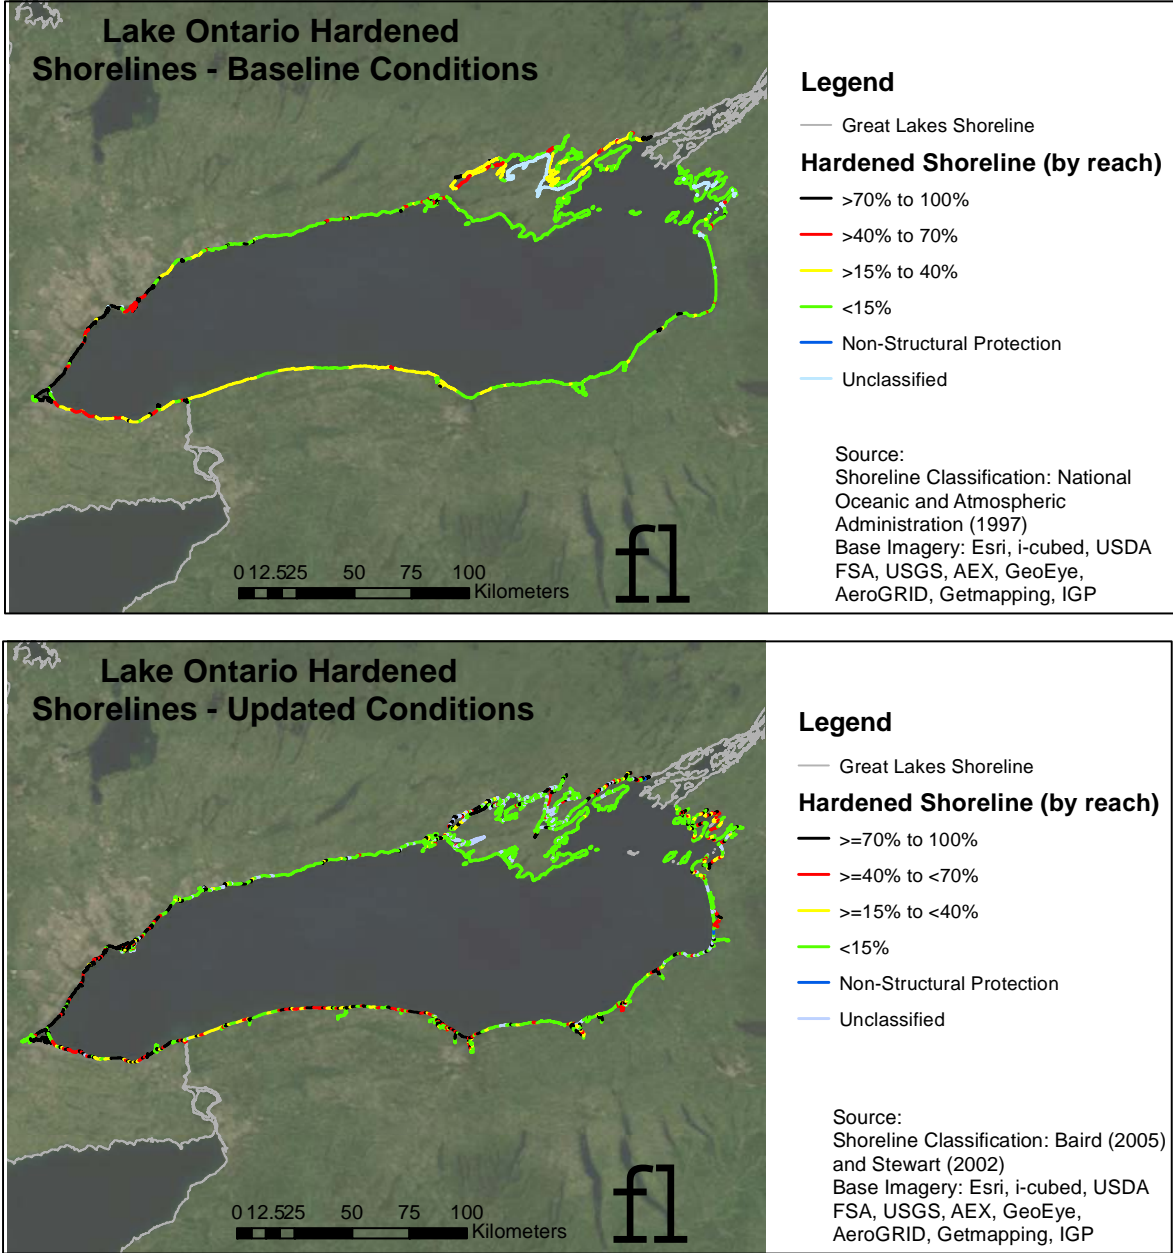 Lake Ontario Hardened
Shorelines - Baseline Conditions
Legend
Great Lakes Shoreline
Hardened Shoreline (by reach)
>70% to 100%
>40% to 70%
>15% to 40%
<15%
Non-Structural Protection
Unclassified
Source:
Shoreline Classification: National
Oceanic and Atmospheric
Administration (1997)
Base Imagery: Esri, i-cubed, USDA
FSA, USGS, AEX, GeoEye,
AeroGRID, Getmapping, IGP
fl
0 12.525 50 75 100
Kilometers
Lake Ontario Hardened
Shorelines - Updated Conditions
Legend
Great Lakes Shoreline
Hardened Shoreline (by reach)
>=70% to 100%
>=40% to <70%
>=15% to <40%
<15%
Non-Structural Protection
Unclassified
Source:
Shoreline Classification: Baird (2005)
and Stewart (2002)
Base Imagery: Esri, i-cubed, USDA
FSA, USGS, AEX, GeoEye,
AeroGRID, Getmapping, IGP
fl
0 12.525 50 75 100
Kilometers